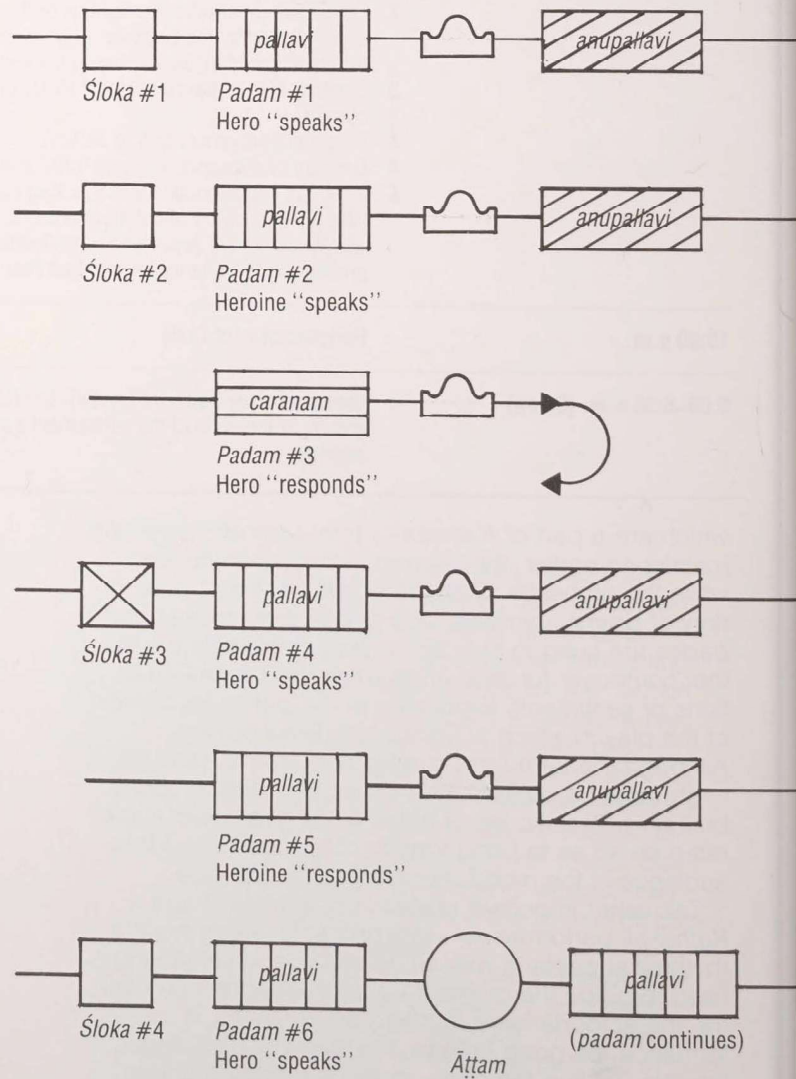 pallavi
anupallavi
Śloka #1
Padam #1
Hero "speaks"
pallavi
anupallavi
Śloka #2
Padam #2
Heroine "speaks"
caranam
Padam #3
Hero "responds"
pallavi
anupallavi
Śloka #3
Padam #4
Hero "speaks"
pallavi
anupallavi
Padam #5
Heroine "responds"
pallavi
pallavi
Śloka #4
Padam #6
Hero "speaks"
Āṭṭam
(padam continues)